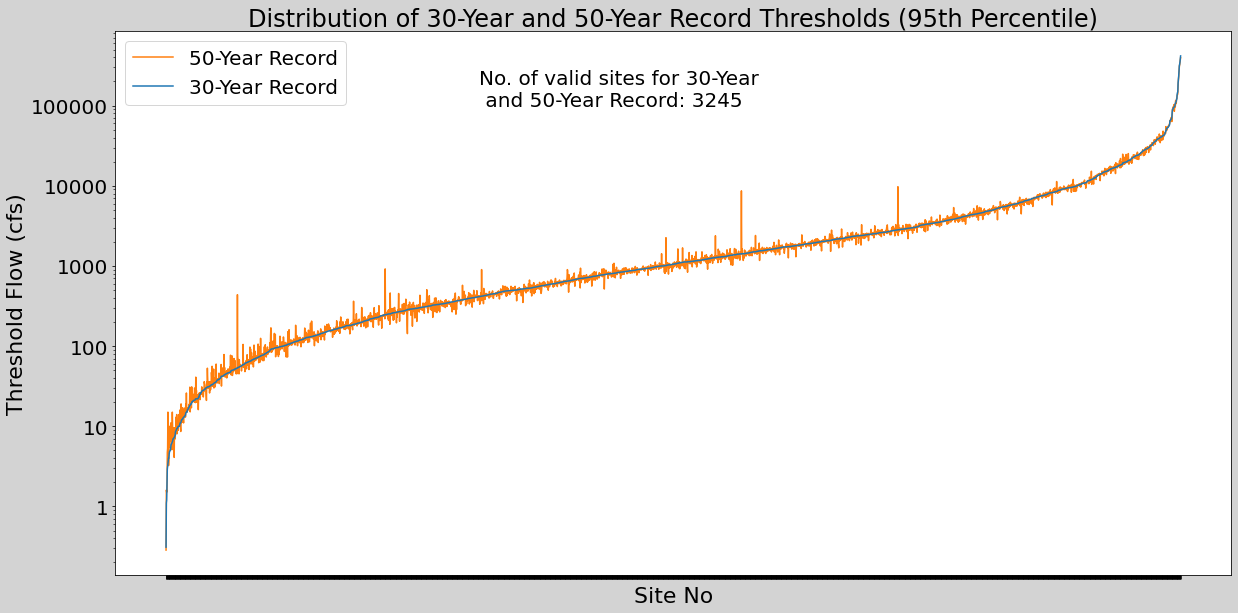 Distribution of 30-Year and 50-Year Record Thresholds (95th Percentile)
50-Year Record
30-Year Record
No. of valid sites for 30-Year
and 50-Year Record: 3245
Threshold Flow (cfs)
100000
10000
1000
100
10
1
Site No